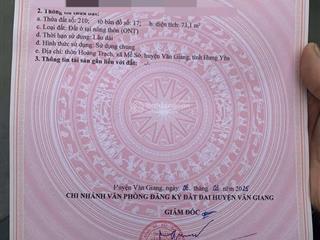 2. Thông tin thửa đất:
a. Thửa đất số: 210; tờ bản đồ số: 17; b. diện tích: 73,1 m²
c. Loại đất: Đất ở tại nông thôn (ONT)
d. Thời hạn sử dụng: Lâu dài
đ. Hình thức sử dụng: Sử dụng chung
e. Địa chỉ: thôn Hoàng Trạch, xã Mễ Sở, huyện Văn Giang, tỉnh Hưng Yên
3. Thông tin tài sản gắn liền với đất:
Huyện Văn Giang, ngày 06 tháng năm 2025
CHI NHÁNH VĂN PHÒNG ĐĂNG KÝ ĐẤT ĐAI HUYỆN VĂN GIANG
GIÁM ĐỐC